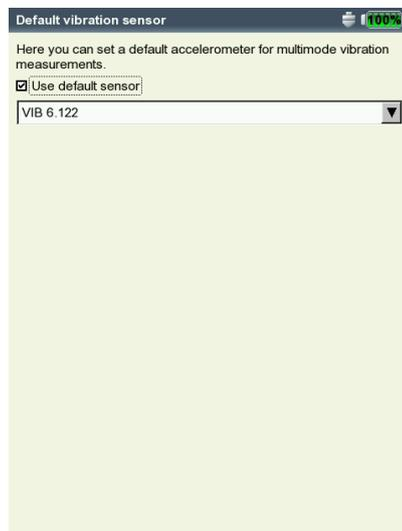 Default vibration sensor 100%
Here you can set a default accelerometer for multimode vibration
measurements.
Use default sensor
VIB 6.122